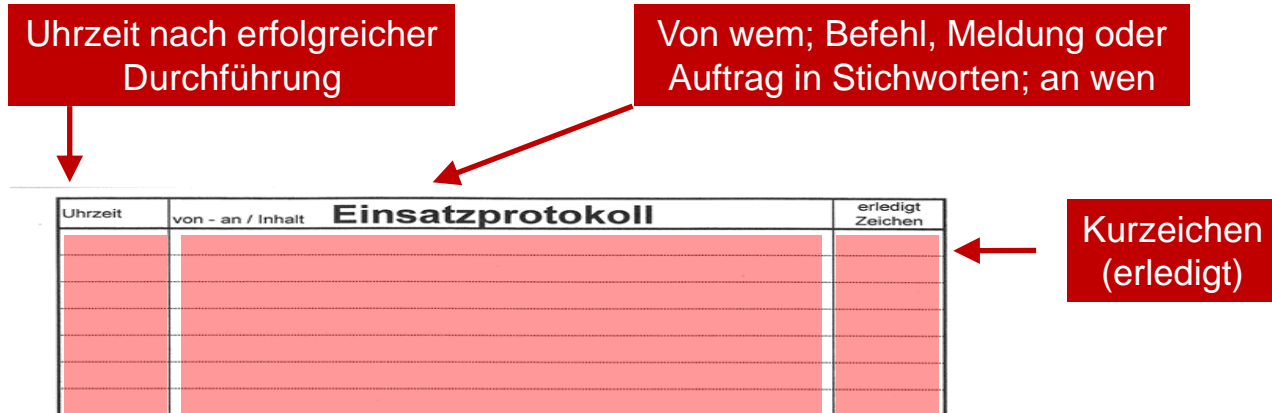 Uhrzeit nach erfolgreicher
Durchführung
Von wem; Befehl, Meldung oder
Auftrag in Stichworten; an wen
Uhrzeit
von - an / Inhalt
Einsatzprotokoll
erledigt
Zeichen
Kurzeichen
(erledigt)